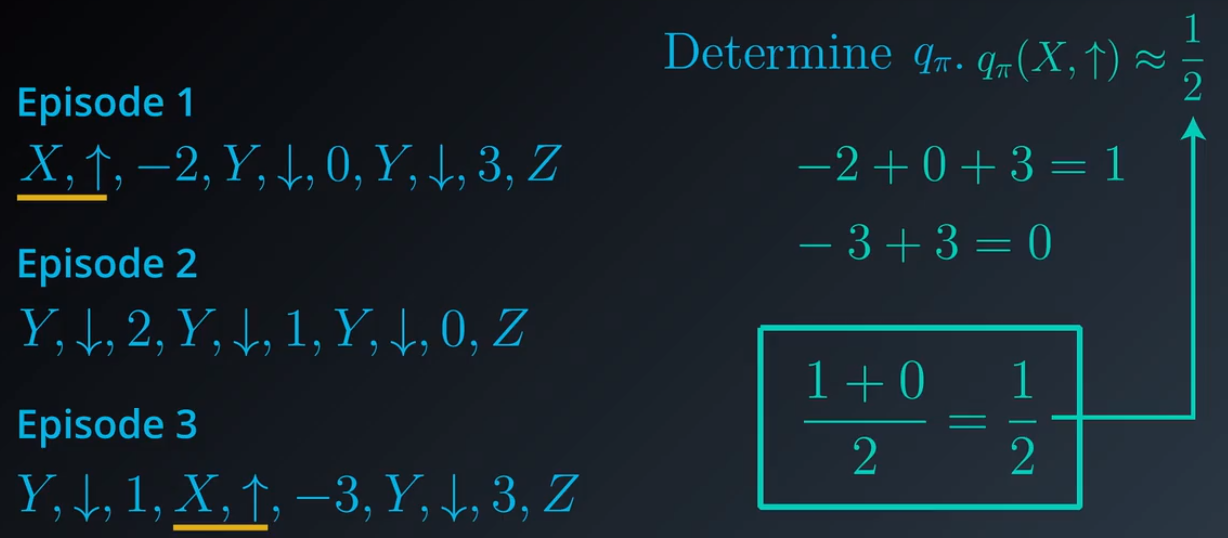 Determine qπ. qπ(X, ↑) ≈ 1/2
Episode 1
X, ↑, −2, Y, ↓, 0, Y, ↓, 3, Z
−2 + 0 + 3 = 1
−3 + 3 = 0
Episode 2
Y, ↓, 2, Y, ↓, 1, Y, ↓, 0, Z
(1 + 0)/2 = 1/2
Episode 3
Y, ↓, 1, X, ↑, −3, Y, ↓, 3, Z